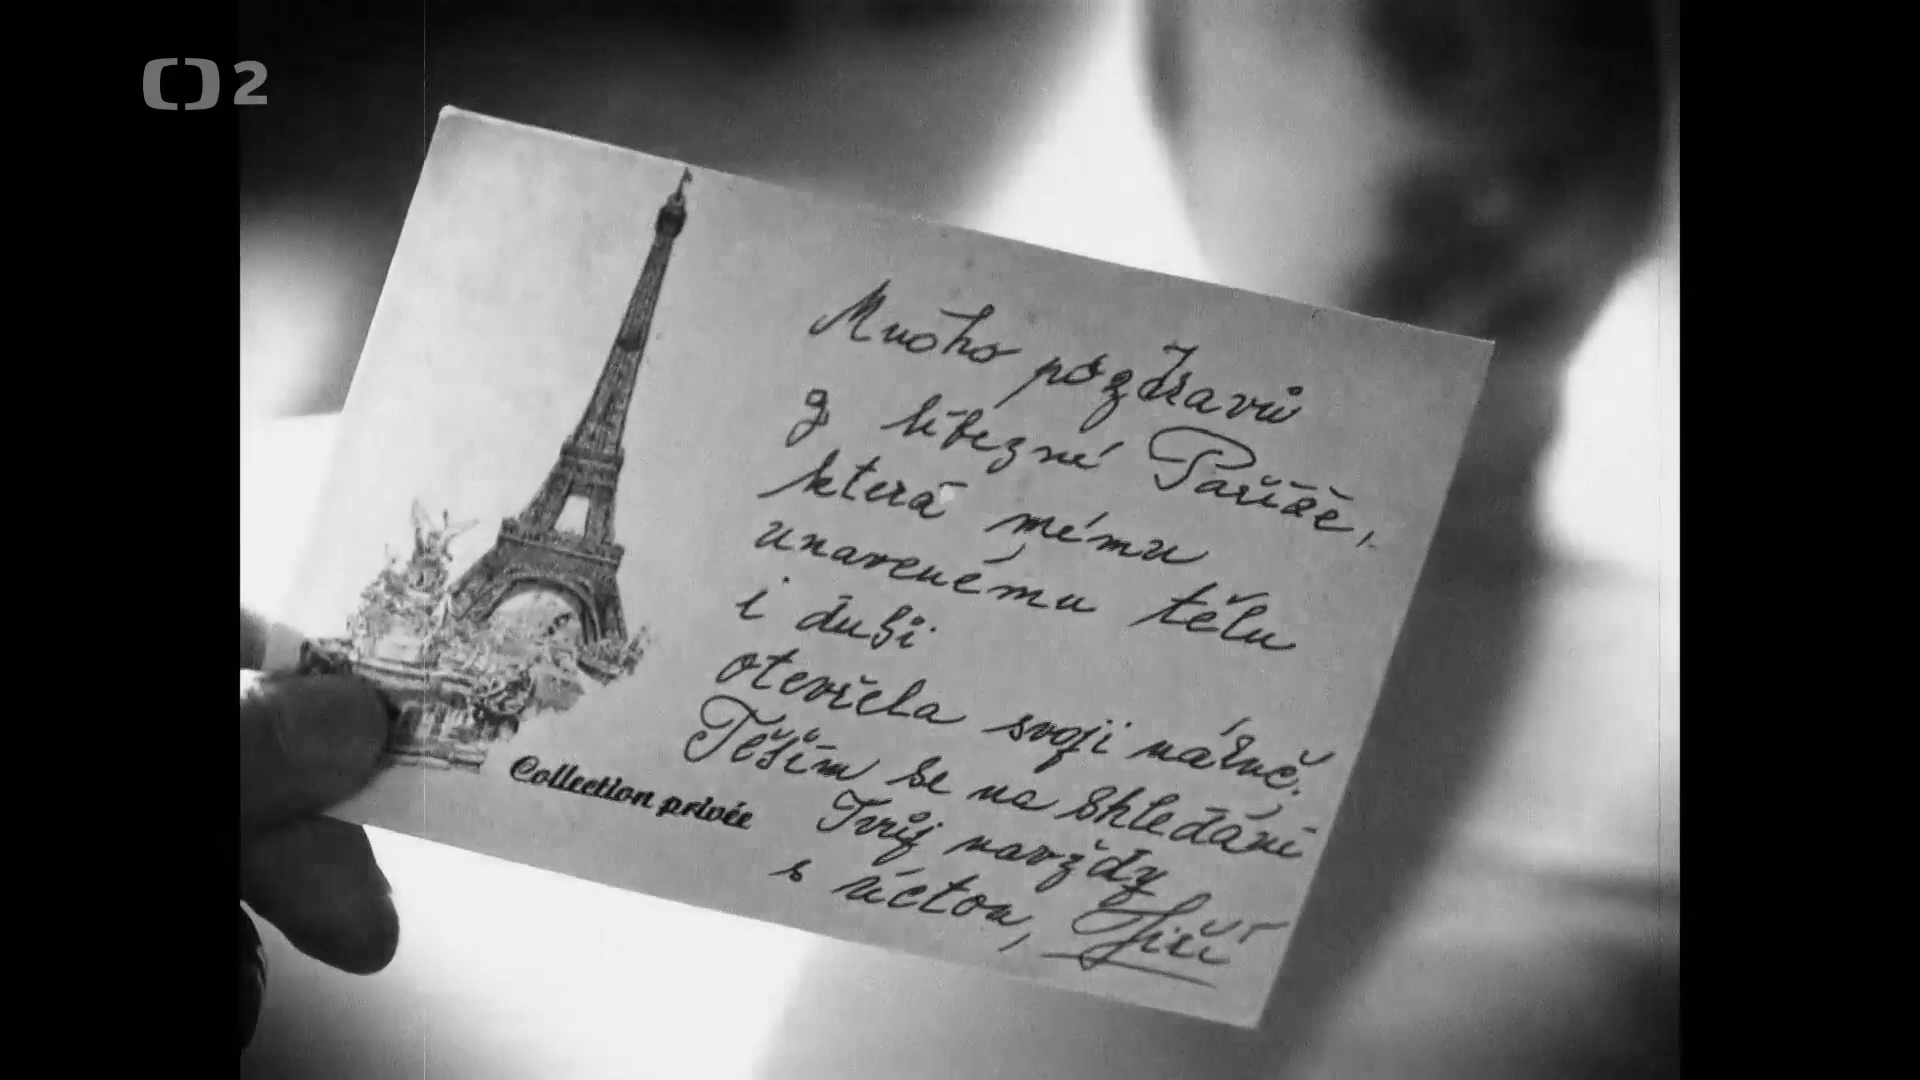 2
Mnoho pozdravů
z líbezné Paříže,
která mému
unavenému tělu
i duši
otevřela svoji náruč.
Těším se na shledání
Tvůj navždy
s úctou, Jiří
Collection privée